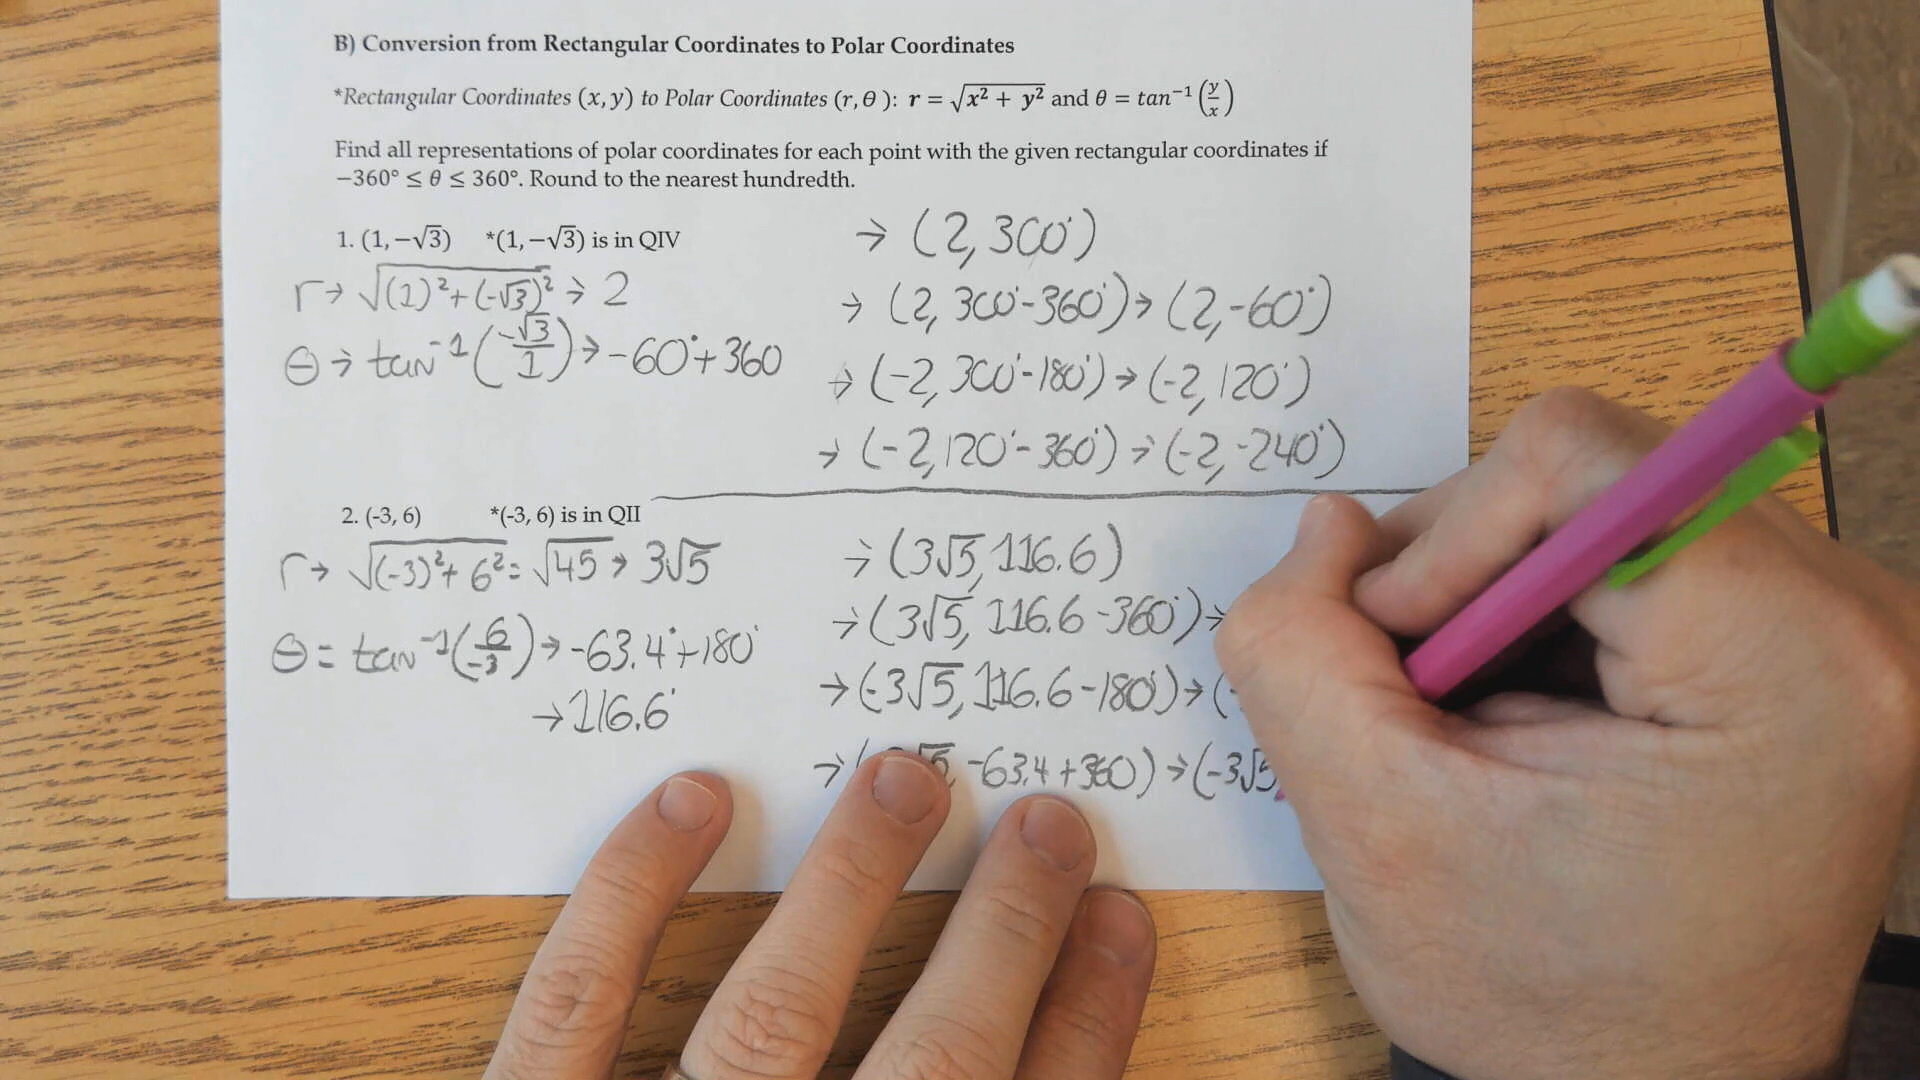 B) Conversion from Rectangular Coordinates to Polar Coordinates
*Rectangular Coordinates (x, y) to Polar Coordinates (r, θ ): r = √(x² + y²) and θ = tan⁻¹ (y/x)
Find all representations of polar coordinates for each point with the given rectangular coordinates if
−360° ≤ θ ≤ 360°. Round to the nearest hundredth.
1. (1, −√3) *(1, −√3) is in QIV
r → √((1)²+(-√3)²) → 2
θ → tan⁻¹(-√3/1) → -60°+360
→ (2, 300°)
→ (2, 300°-360°) → (2, -60°)
→ (-2, 300°-180°) → (-2, 120°)
→ (-2, 120°-360°) → (-2, -240°)
2. (-3, 6) *(-3, 6) is in QII
r → √((-3)²+6²) = √45 → 3√5
θ = tan⁻¹(6/-3) → -63.4°+180°
→ 116.6°
→ (3√5, 116.6)
→ (3√5, 116.6-360°) →
→ (-3√5, 116.6-180°) → (-
→ ( -63.4+360) → (-3√5